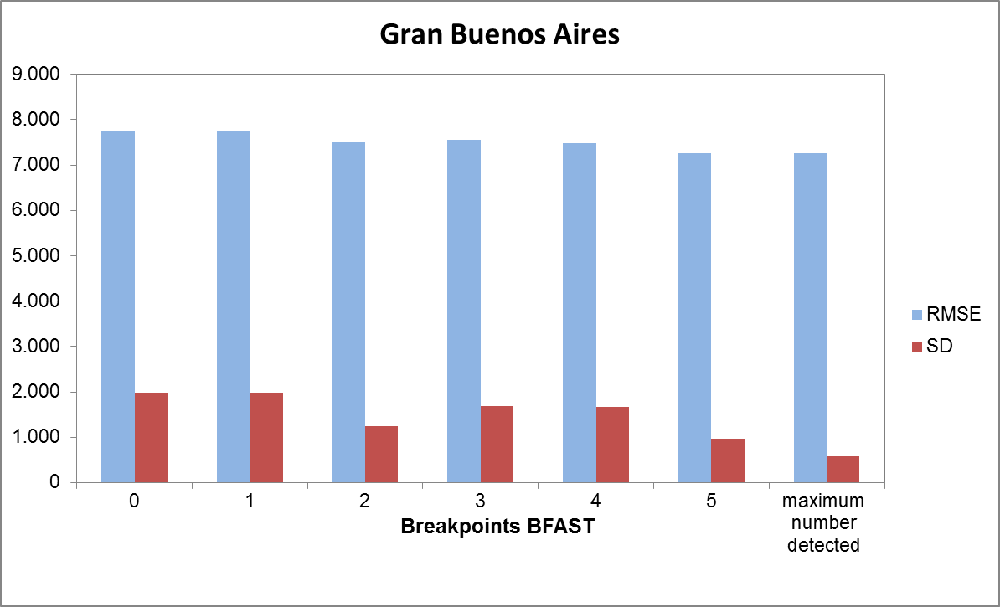 Gran Buenos Aires
9.000
8.000
7.000
6.000
5.000
4.000
3.000
2.000
1.000
0
0 1 2 3 4 5 maximum
number
detected
Breakpoints BFAST
RMSE
SD